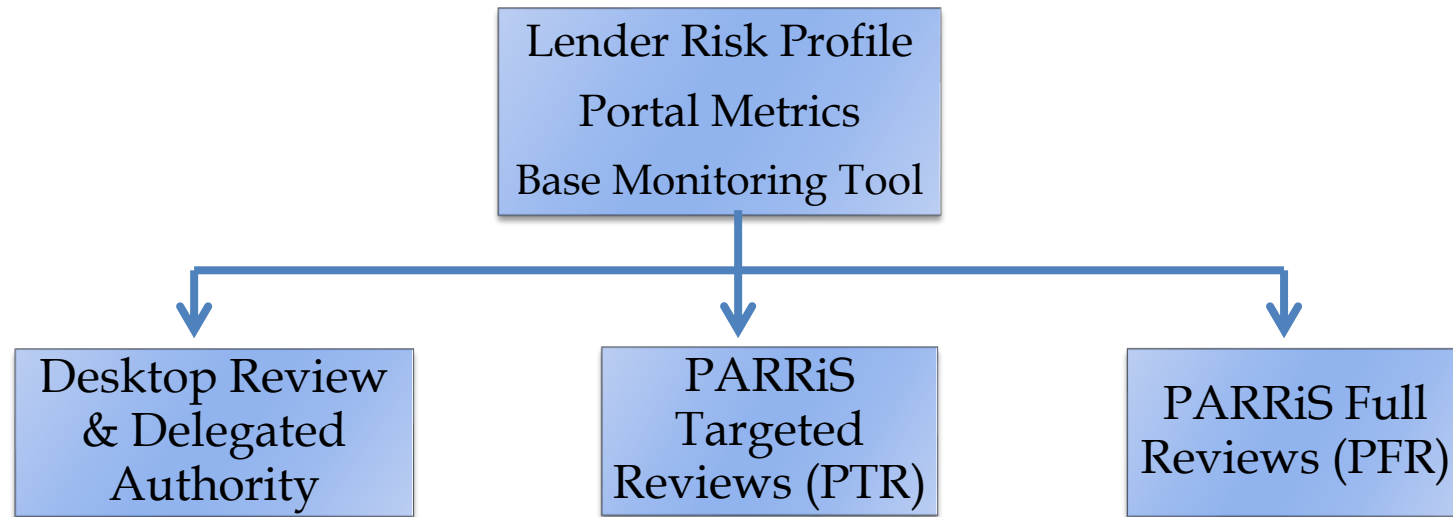 Lender Risk Profile
Portal Metrics
Base Monitoring Tool
Desktop Review
& Delegated
Authority
PARRiS
Targeted
Reviews (PTR)
PARRiS Full
Reviews (PFR)